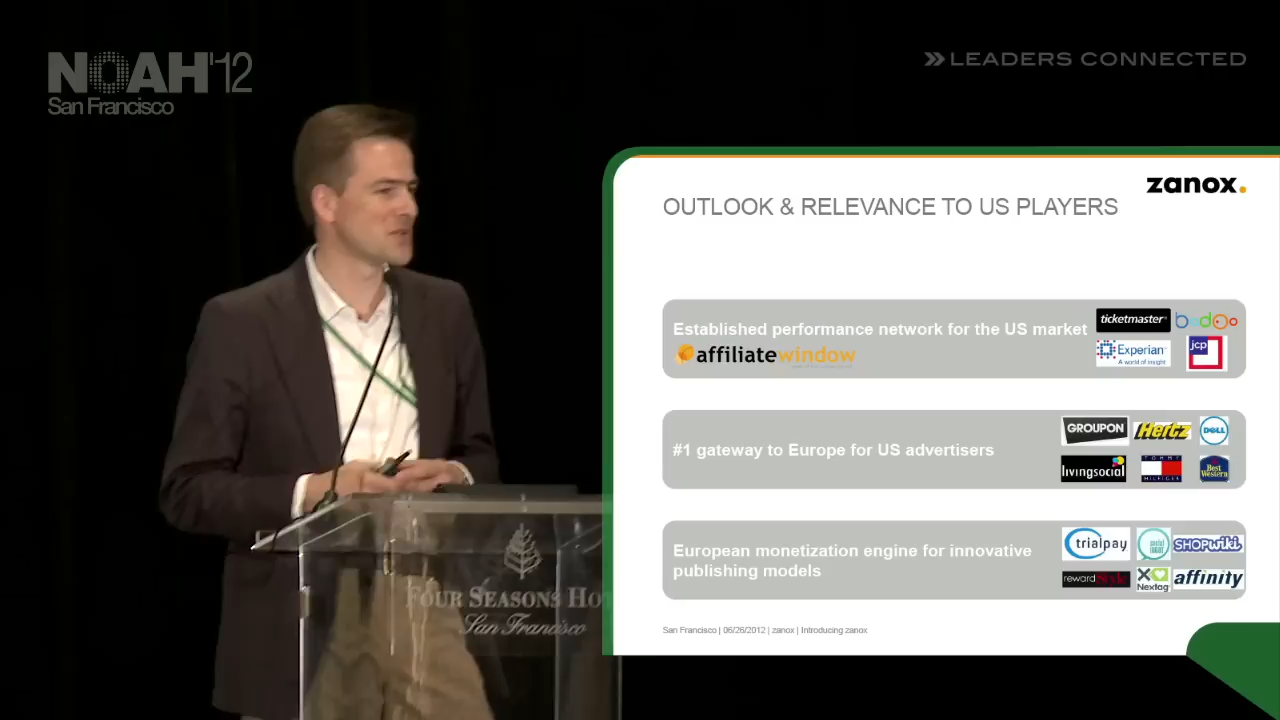 NOAH'12
San Francisco
LEADERS CONNECTED
zanox.
OUTLOOK & RELEVANCE TO US PLAYERS
Established performance network for the US market
affiliatewindow
ticketmaster
badoo
Experian
A world of insight
jcp
#1 gateway to Europe for US advertisers
GROUPON
Hertz
DELL
livingsocial
TOMMY
HILFIGER
Best
Western
European monetization engine for innovative
publishing models
trialpay
SHOPWIKI
rewardStyle
Nextag
affinity
San Francisco | 06/26/2012 | zanox | Introducing zanox
FOUR SEASONS HO
San Francisco